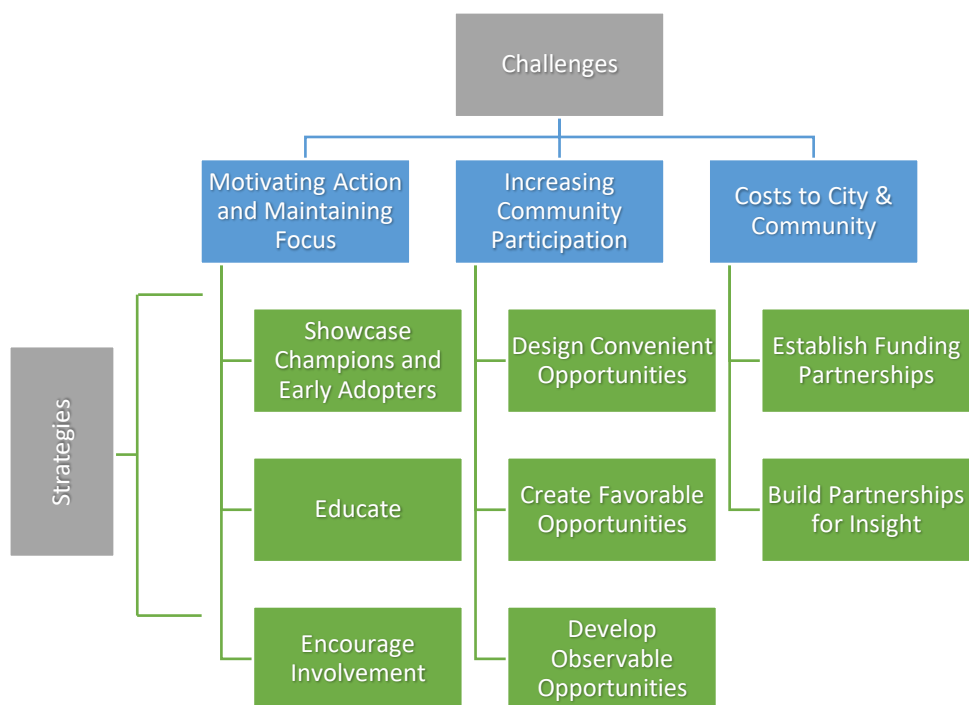 Challenges
Motivating Action
and Maintaining
Focus
Increasing
Community
Participation
Costs to City &
Community
Strategies
Showcase
Champions and
Early Adopters
Design Convenient
Opportunities
Establish Funding
Partnerships
Educate
Create Favorable
Opportunities
Build Partnerships
for Insight
Encourage
Involvement
Develop
Observable
Opportunities